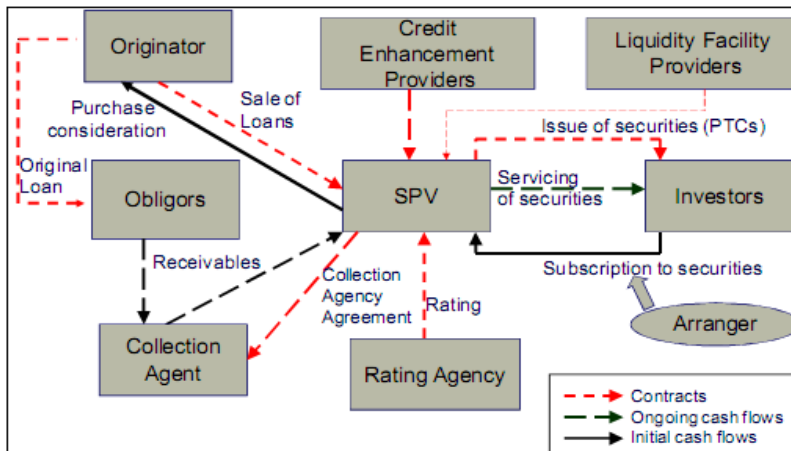 Originator
Credit
Enhancement
Providers
Liquidity Facility
Providers
Purchase
consideration
Sale of
Loans
Issue of securities (PTCs)
Original
Loan
Obligors
SPV
Servicing
of securities
Investors
Receivables
Collection
Agency
Agreement
Rating
Subscription to securities
Arranger
Collection
Agent
Rating Agency
Contracts
Ongoing cash flows
Initial cash flows